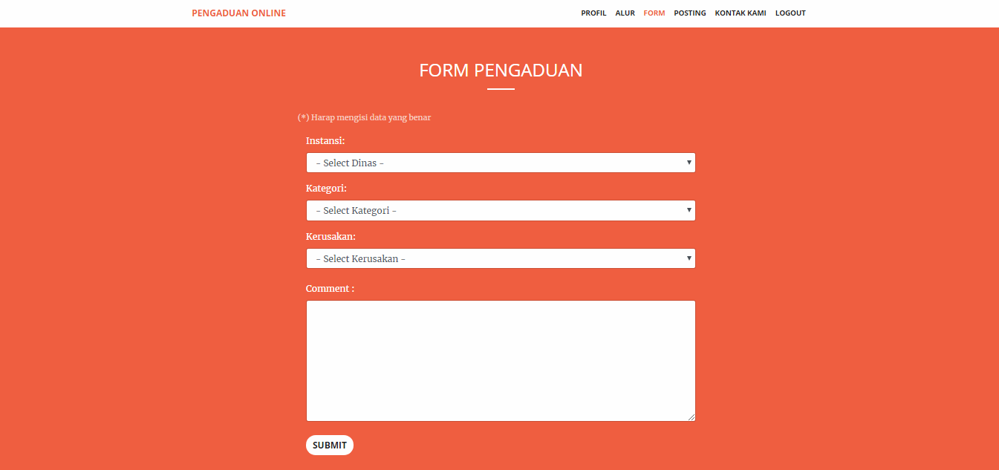 PENGADUAN ONLINE
PROFIL ALUR FORM POSTING KONTAK KAMI LOGOUT
FORM PENGADUAN
(*) Harap mengisi data yang benar
Instansi:
- Select Dinas -
Kategori:
- Select Kategori -
Kerusakan:
- Select Kerusakan -
Comment :
SUBMIT